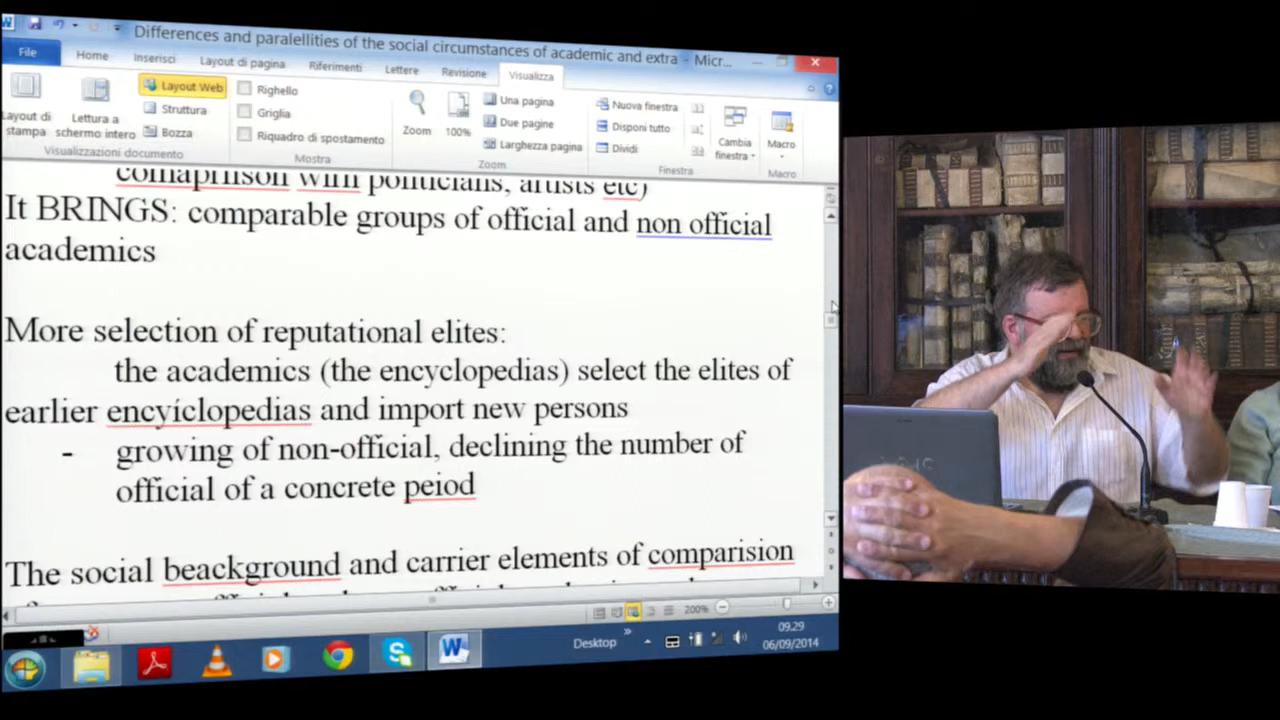 Differences and paralellities of the social circumstances of academic and extra - Micr...
File Home Inserisci Layout di pagina Riferimenti Lettere Revisione Visualizza
Layout di stampa
Lettura a schermo intero
Layout Web
Struttura
Bozza
Visualizzazioni documento
Righello
Griglia
Riquadro di spostamento
Mostra
Zoom
100%
Una pagina
Due pagine
Larghezza pagina
Zoom
Nuova finestra
Disponi tutto
Dividi
Cambia finestra
Finestra
Macro
Macro
comaprnson with politicians, artists etc)
It BRINGS: comparable groups of official and non official
academics
More selection of reputational elites:
the academics (the encyclopedias) select the elites of
earlier encyíclopedias and import new persons
- growing of non-official, declining the number of
official of a concrete peiod
The social beackground and carrier elements of comparision
200%
Desktop
09.29
06/09/2014